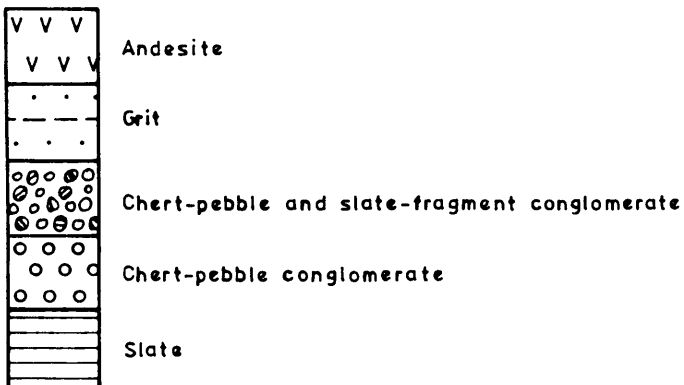 Andesite
Grit
Chert-pebble and slate-fragment conglomerate
Chert-pebble conglomerate
Slate